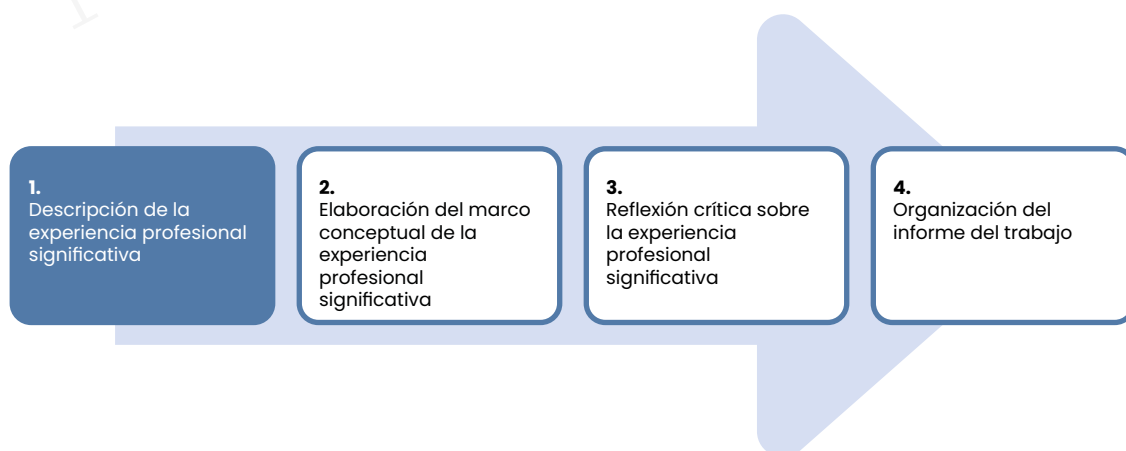 1.
Descripción de la
experiencia profesional
significativa
2.
Elaboración del marco
conceptual de la
experiencia
profesional
significativa
3.
Reflexión crítica sobre
la experiencia
profesional
significativa
4.
Organización del
informe del trabajo